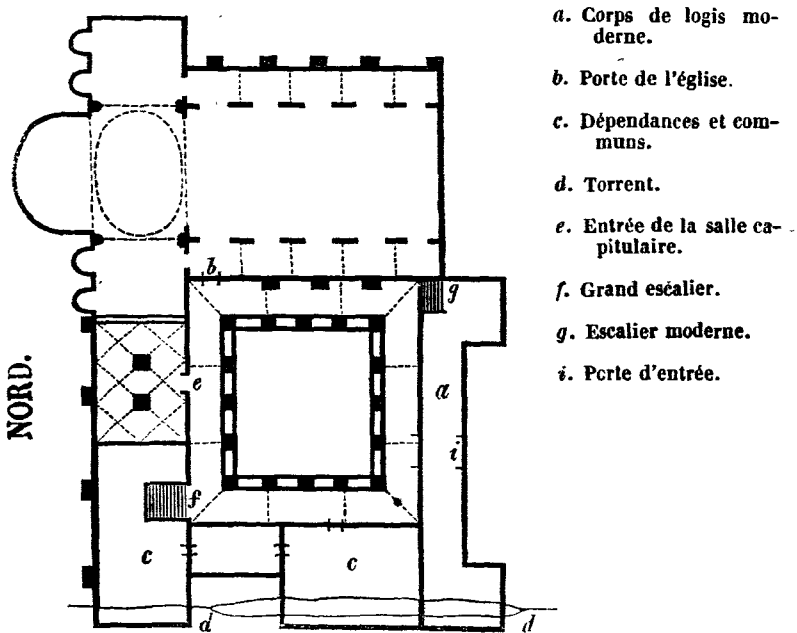 a. Corps de logis mo-
derne.
b. Porte de l'église.
c. Dépendances et com-
muns.
d. Torrent.
e. Entrée de la salle ca-
pitulaire.
f. Grand escalier.
g. Escalier moderne.
i. Porte d'entrée.
NORD.
b
g
e
a
i
f
c
c
d
d